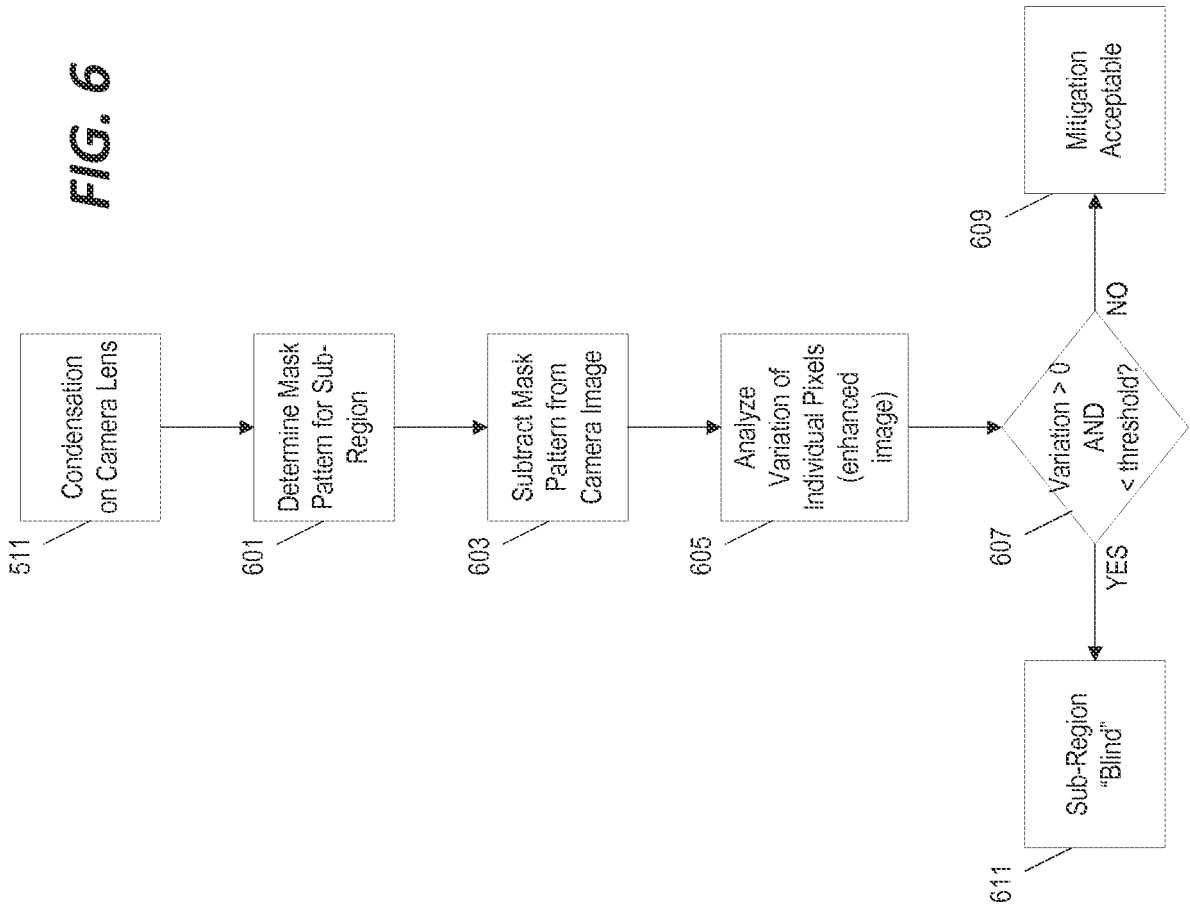 FIG. 6
511
Condensation
on Camera Lens
601
Determine Mask
Pattern for Sub-
Region
603
Subtract Mask
Pattern from
Camera Image
605
Analyze
Variation of
Individual Pixels
(enhanced
image)
607
Variation > 0
AND
< threshold?
YES
NO
611
Sub-Region
“Blind”
609
Mitigation
Acceptable